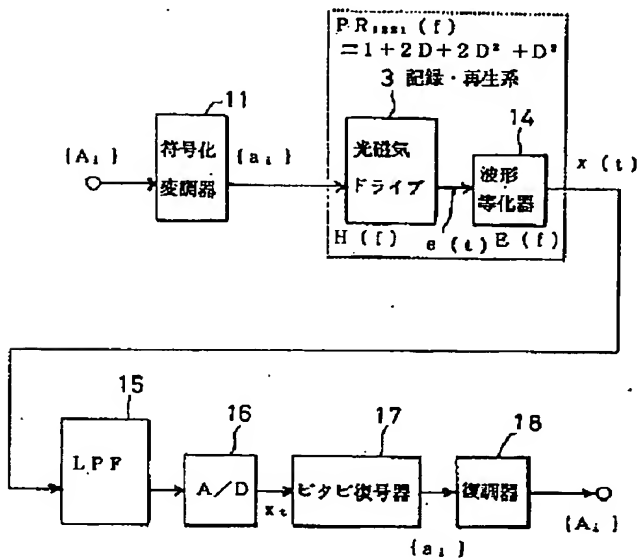 PR₁₂₂₁(f)
=1+2D+2D²+D³
3 記録・再生系
11
14
{Aᵢ}
符号化
変調器
{aᵢ}
光磁気
ドライブ
波形
等化器
x(t)
H(f)
e(t)
E(f)
15
16
17
18
LPF
A/D
xₜ
ビタビ復号器
復調器
{aᵢ}
{Aᵢ}